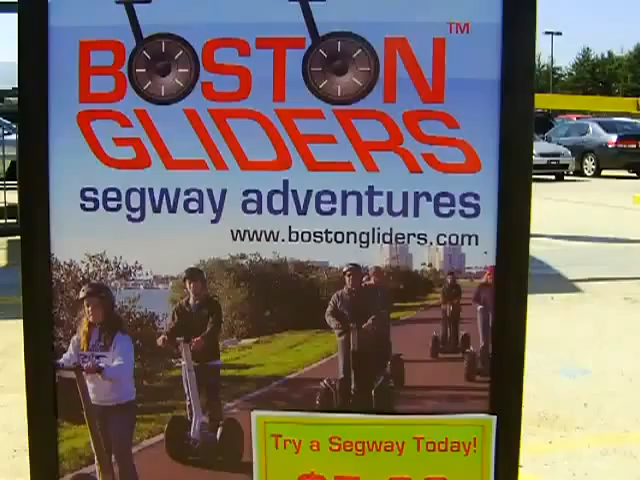 BOSTON™
GLIDERS
segway adventures
www.bostongliders.com
Try a Segway Today!